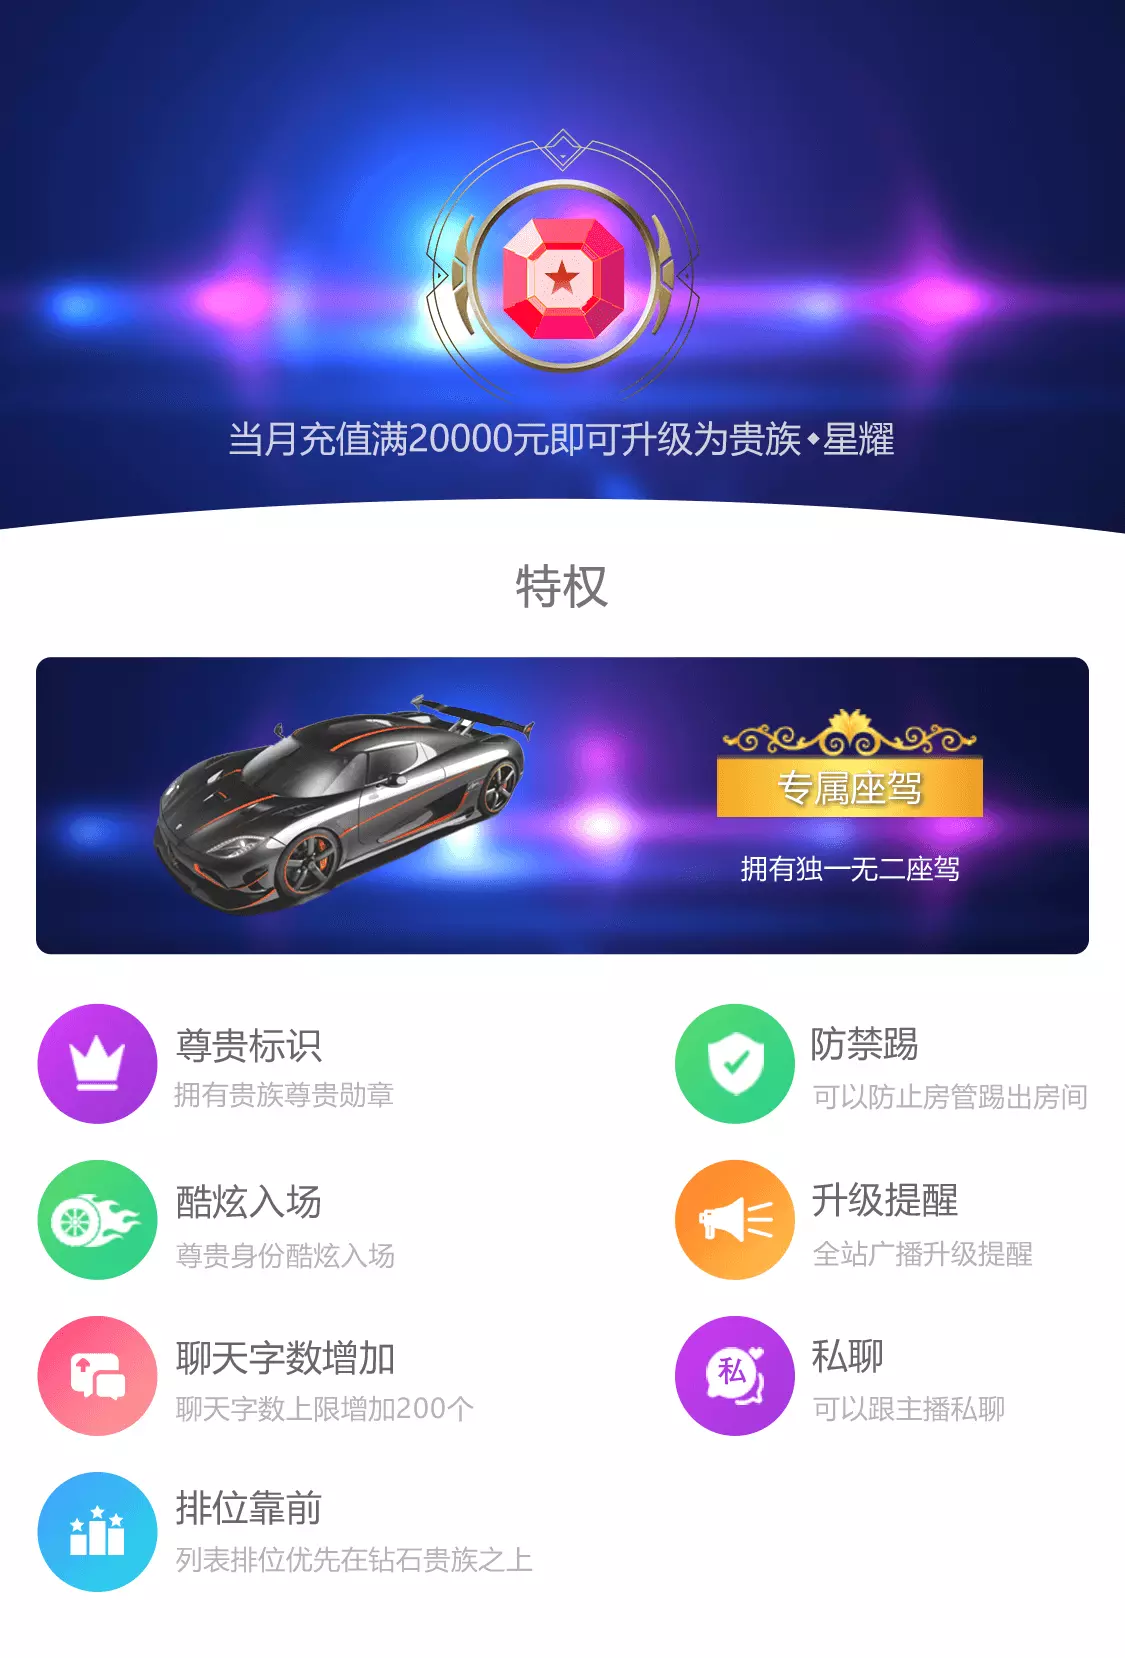 当月充值满20000元即可升级为贵族◆星耀
特权
专属座驾
拥有独一无二座驾
尊贵标识
拥有贵族尊贵勋章
防禁踢
可以防止房管踢出房间
酷炫入场
尊贵身份酷炫入场
升级提醒
全站广播升级提醒
聊天字数增加
聊天字数上限增加200个
私
私聊
可以跟主播私聊
排位靠前
列表排位优先在钻石贵族之上